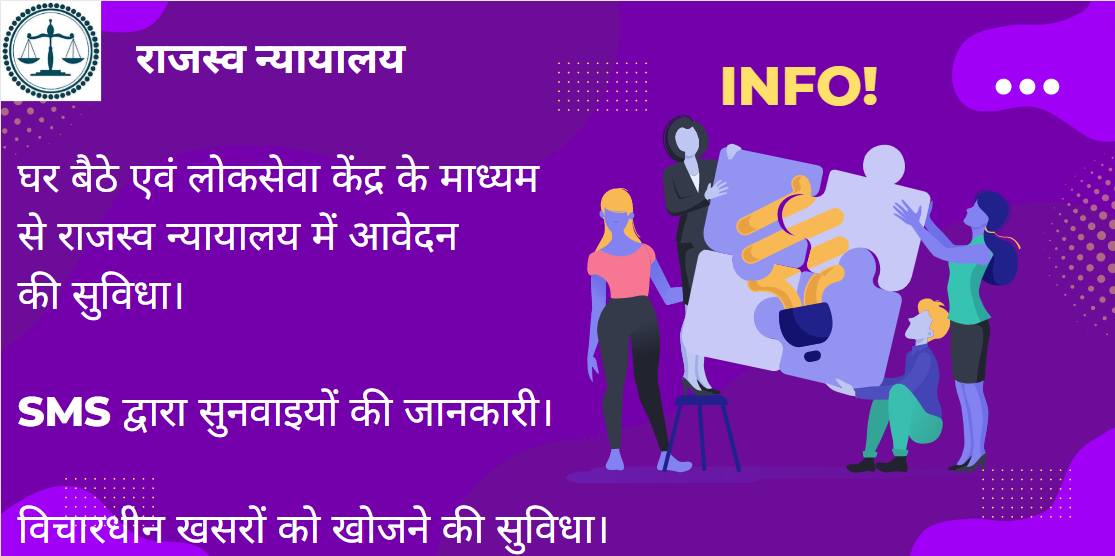 राजस्व न्यायालय
INFO!
घर बैठे एवं लोकसेवा केंद्र के माध्यम
से राजस्व न्यायालय में आवेदन
की सुविधा।
SMS द्वारा सुनवाइयों की जानकारी।
विचारधीन खसरों को खोजने की सुविधा।